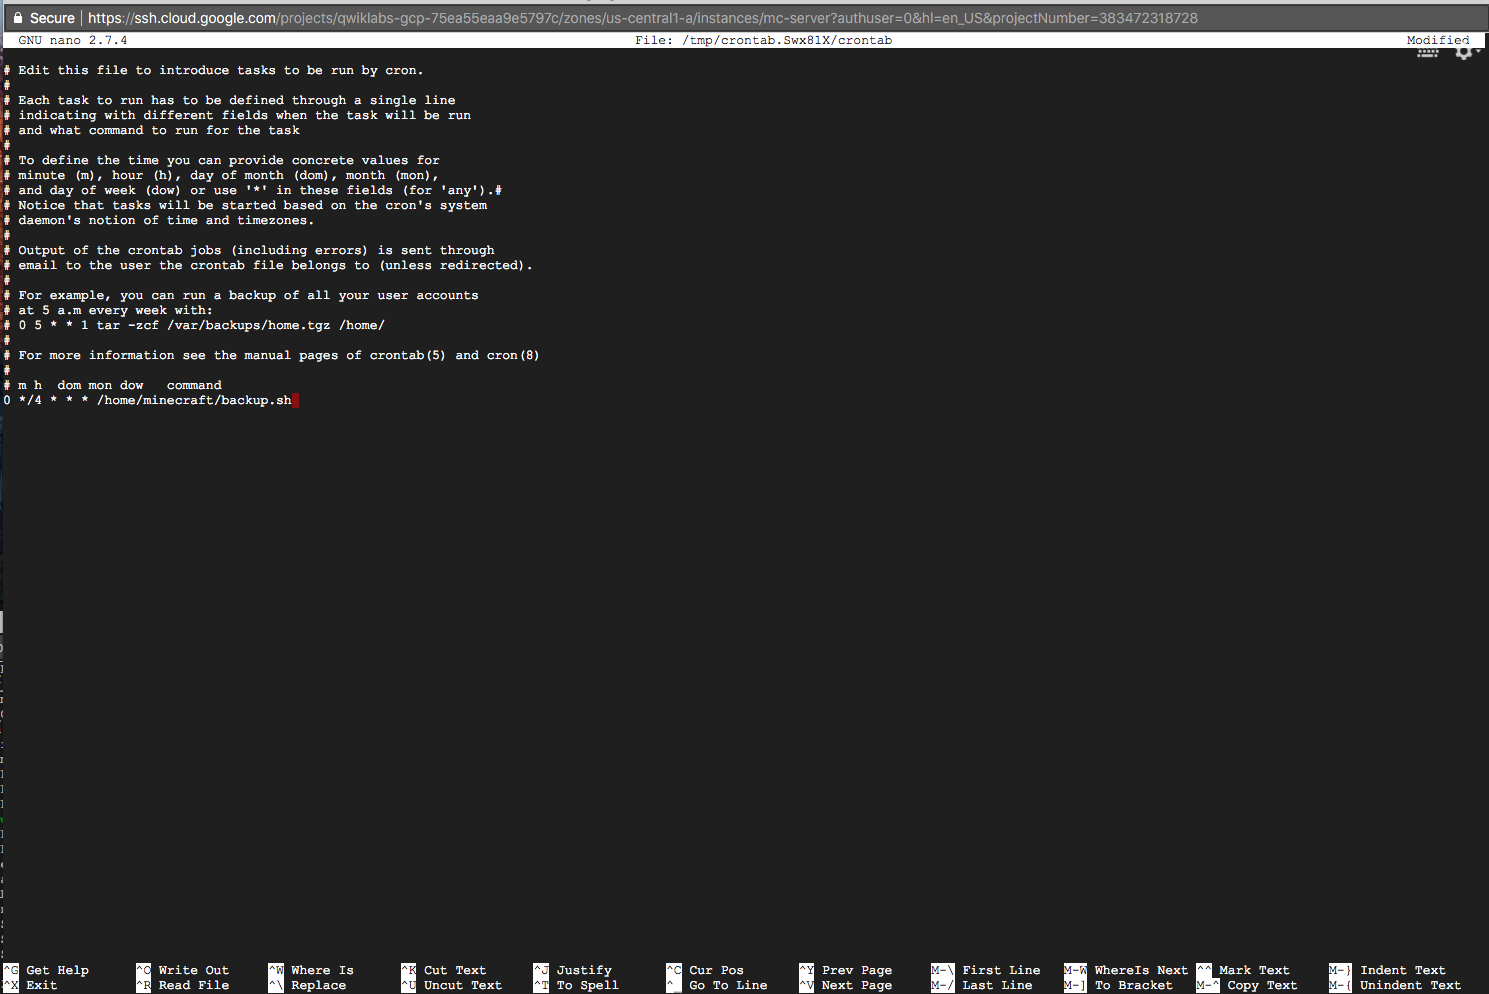 Secure | https://ssh.cloud.google.com/projects/qwiklabs-gcp-75ea55eaa9e5797c/zones/us-central1-a/instances/mc-server?authuser=0&hl=en_US&projectNumber=383472318728
GNU nano 2.7.4 File: /tmp/crontab.Swx81X/crontab Modified
# Edit this file to introduce tasks to be run by cron.
#
# Each task to run has to be defined through a single line
# indicating with different fields when the task will be run
# and what command to run for the task
#
# To define the time you can provide concrete values for
# minute (m), hour (h), day of month (dom), month (mon),
# and day of week (dow) or use '*' in these fields (for 'any').#
# Notice that tasks will be started based on the cron's system
# daemon's notion of time and timezones.
#
# Output of the crontab jobs (including errors) is sent through
# email to the user the crontab file belongs to (unless redirected).
#
# For example, you can run a backup of all your user accounts
# at 5 a.m every week with:
# 0 5 * * 1 tar -zcf /var/backups/home.tgz /home/
#
# For more information see the manual pages of crontab(5) and cron(8)
#
# m h  dom mon dow   command
0 */4 * * * /home/minecraft/backup.sh
^G Get Help ^O Write Out ^W Where Is ^K Cut Text ^J Justify ^C Cur Pos ^Y Prev Page M-\ First Line M-W WhereIs Next ^^ Mark Text M-} Indent Text
^X Exit ^R Read File ^\ Replace ^U Uncut Text ^T To Spell ^_ Go To Line ^V Next Page M-/ Last Line M-] To Bracket M-^ Copy Text M-{ Unindent Text